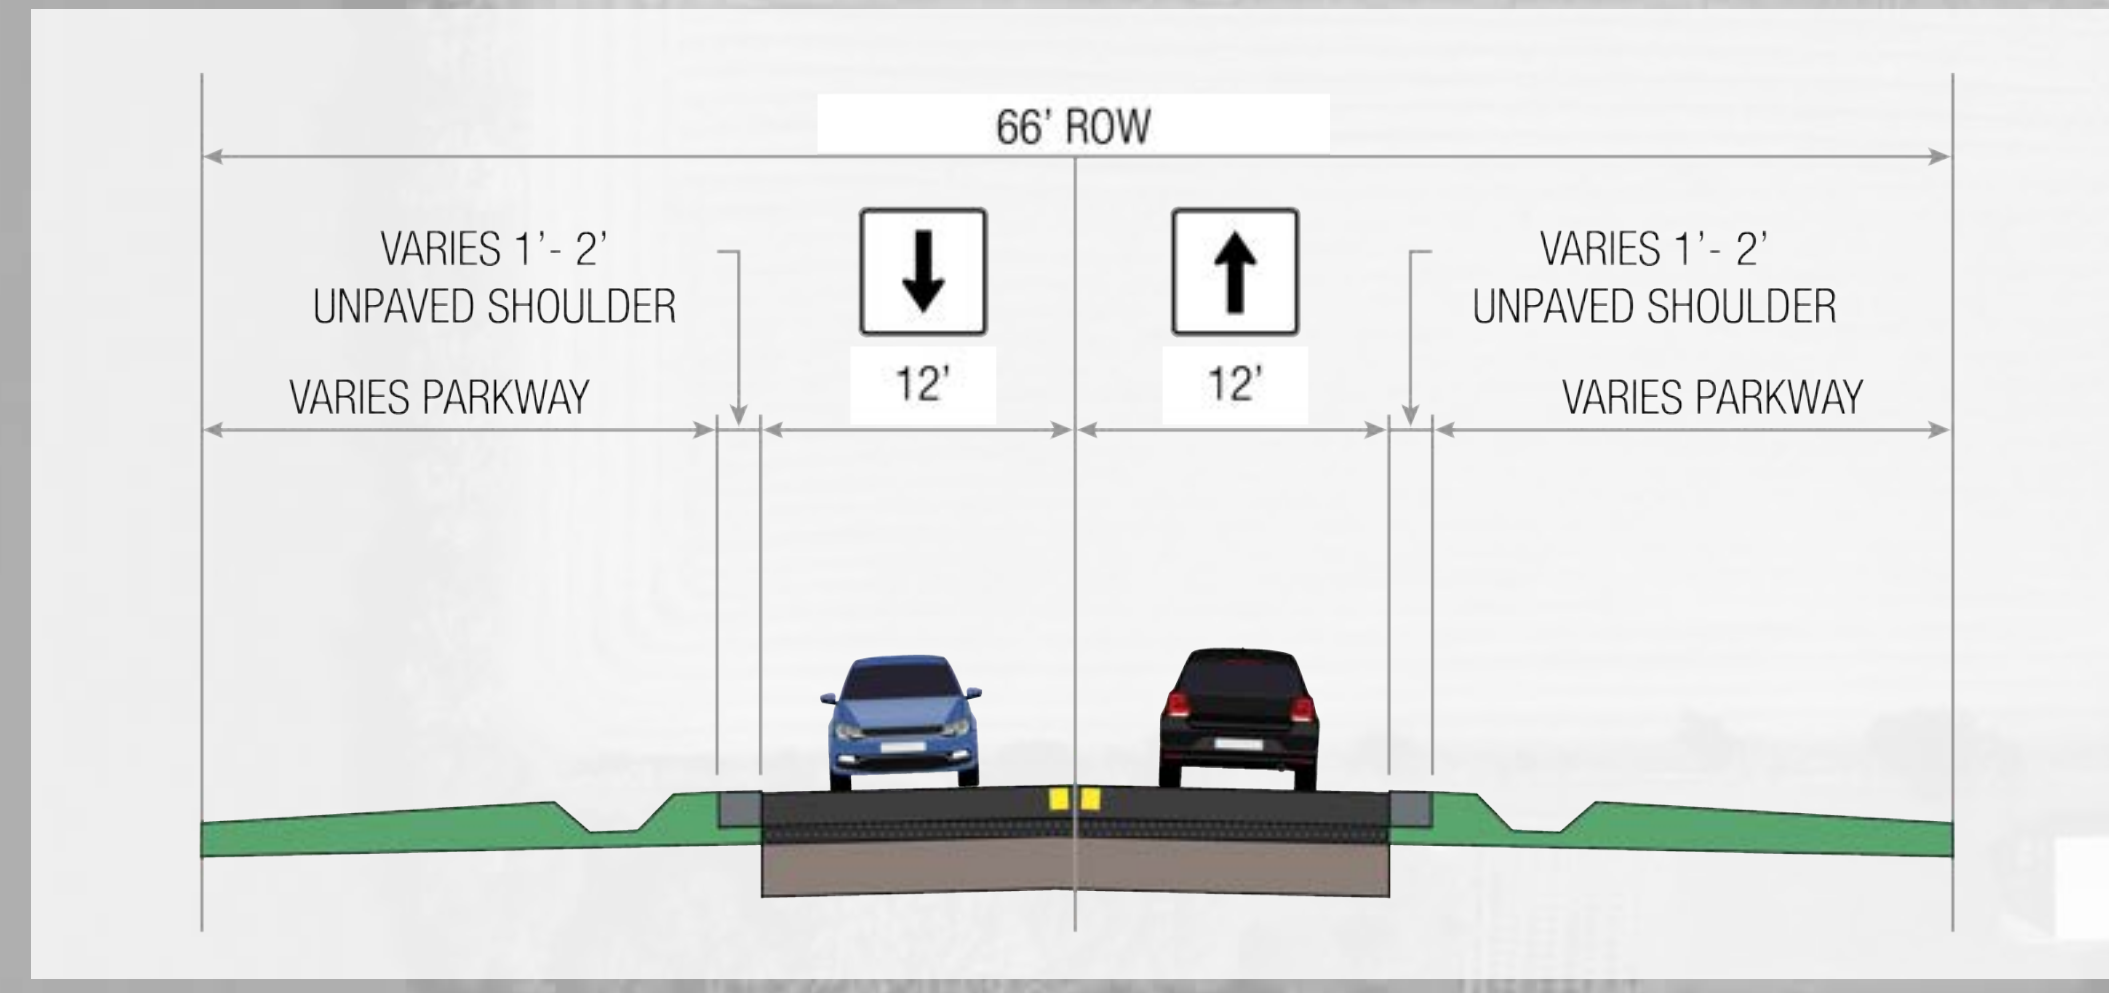 66’ ROW
VARIES 1’- 2’
UNPAVED SHOULDER
VARIES PARKWAY
12’
12’
VARIES 1’- 2’
UNPAVED SHOULDER
VARIES PARKWAY